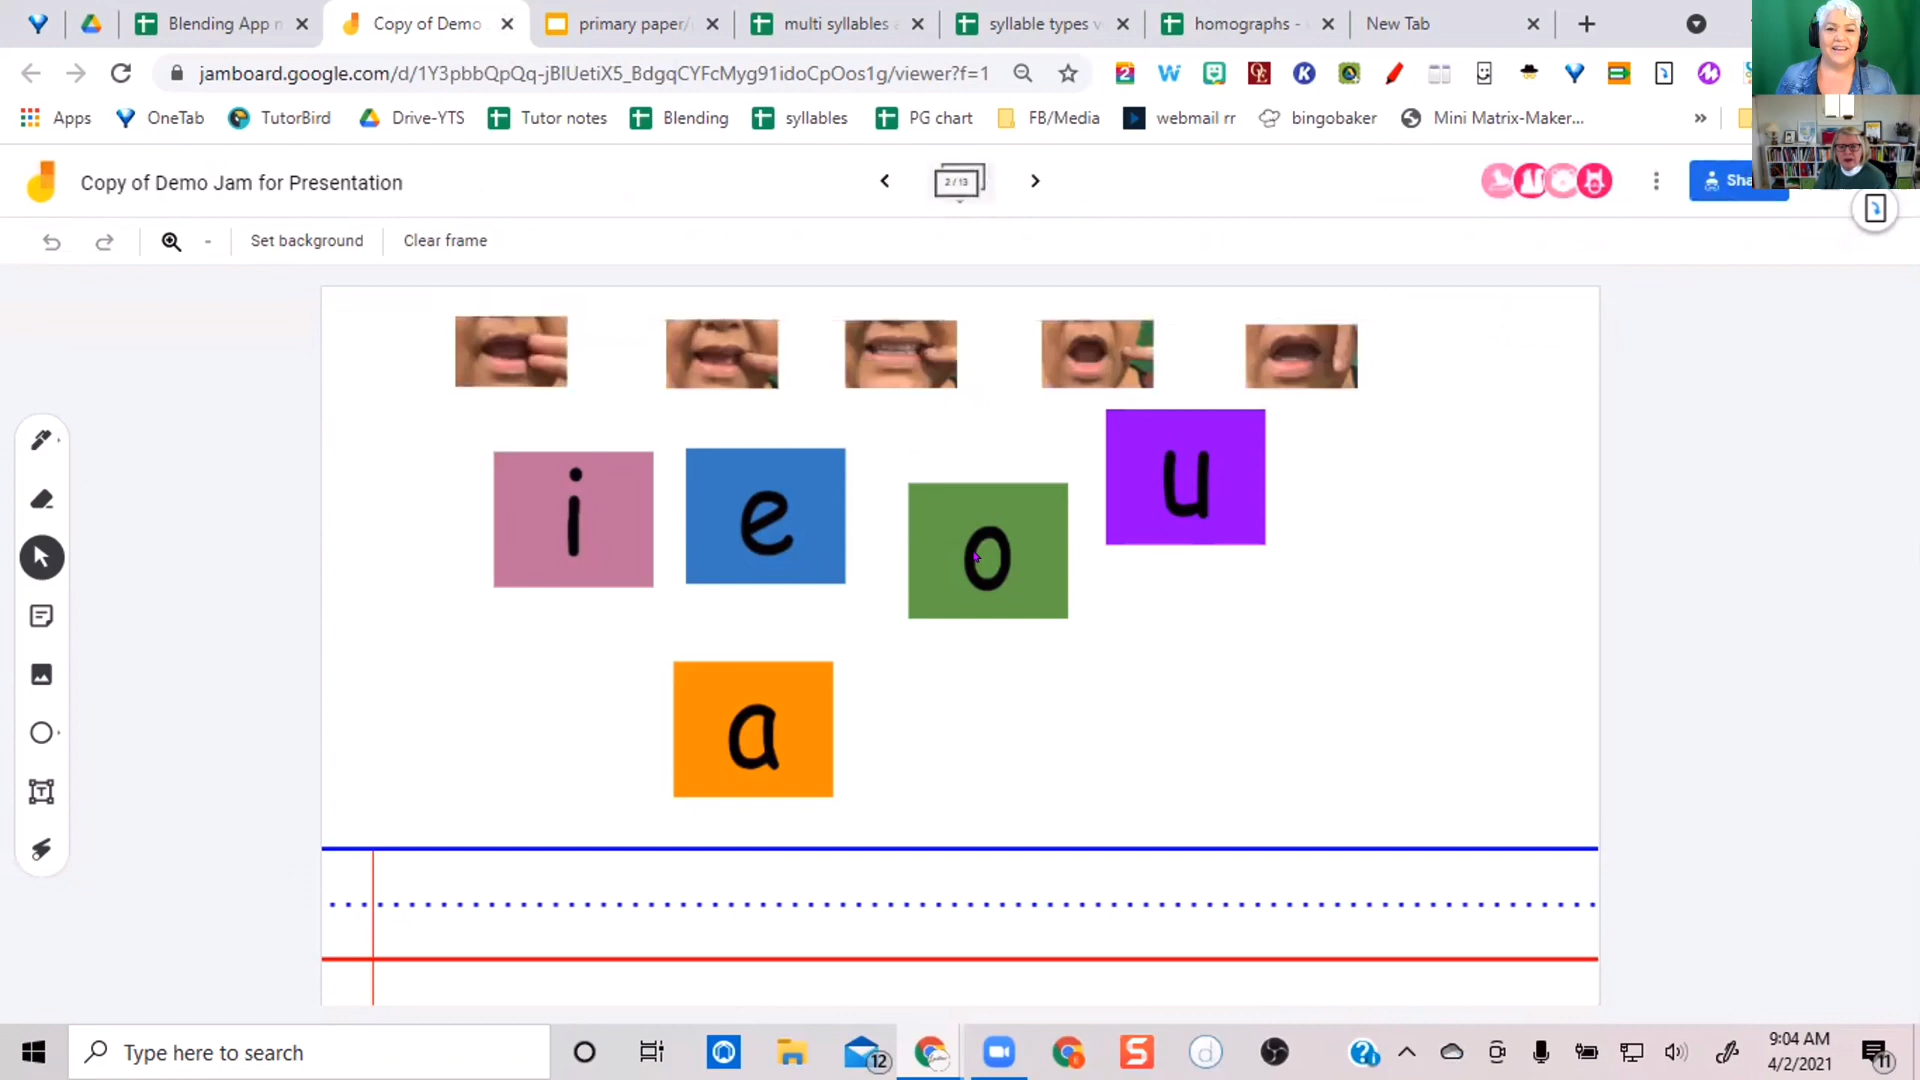 Blending App n
Copy of Demo
primary paper/
multi syllables
syllable types v
homographs -
New Tab
jamboard.google.com/d/1Y3pbbQpQq-jBlUetiX5_BdgqCYFcMyg91idoCpOos1g/viewer?f=1
Apps
OneTab
TutorBird
Drive-YTS
Tutor notes
Blending
syllables
PG chart
FB/Media
webmail rr
bingobaker
Mini Matrix-Maker...
Copy of Demo Jam for Presentation
2 / 13
Sha
Set background
Clear frame
i
e
o
u
a
Type here to search
12
9:04 AM
4/2/2021
11